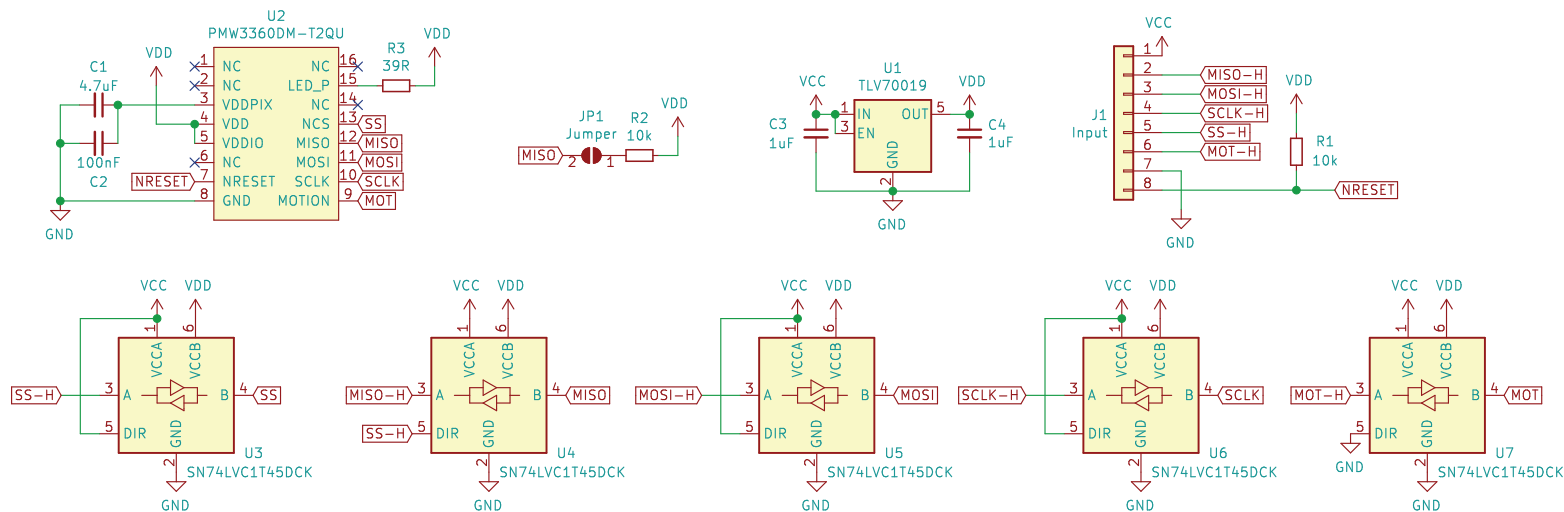 U2
PMW3360DM-T2QU
VDD
C1
4.7uF
100nF
C2
GND
1 NC
2 NC
3 VDDPIX
4 VDD
5 VDDIO
6 NC
NRESET 7 NRESET
8 GND
NC 16
LED_P 15
NC 14
NCS 13 SS
MISO 12 MISO
MOSI 11 MOSI
SCLK 10 SCLK
MOTION 9 MOT
R3
39R
VDD
JP1
Jumper
MISO 2 1
R2
10k
VDD
U1
TLV70019
VCC
VDD
C3
1uF
1 IN
3 EN
OUT 5
GND
2
C4
1uF
GND
VCC
J1
Input
1
2 MISO-H
3 MOSI-H
4 SCLK-H
5 SS-H
6 MOT-H
7
8
GND
VDD
R1
10k
NRESET
VCC VDD
1 6
VCCA VCCB
SS-H 3 A B 4 SS
5 DIR
GND
2
U3
SN74LVC1T45DCK
GND
VCC VDD
1 6
VCCA VCCB
MISO-H 3 A B 4 MISO
SS-H 5 DIR
GND
2
U4
SN74LVC1T45DCK
GND
VCC VDD
1 6
VCCA VCCB
MOSI-H 3 A B 4 MOSI
5 DIR
GND
2
U5
SN74LVC1T45DCK
GND
VCC VDD
1 6
VCCA VCCB
SCLK-H 3 A B 4 SCLK
5 DIR
GND
2
U6
SN74LVC1T45DCK
GND
VCC VDD
1 6
VCCA VCCB
MOT-H 3 A B 4 MOT
5 DIR
GND
GND
2
U7
SN74LVC1T45DCK
GND